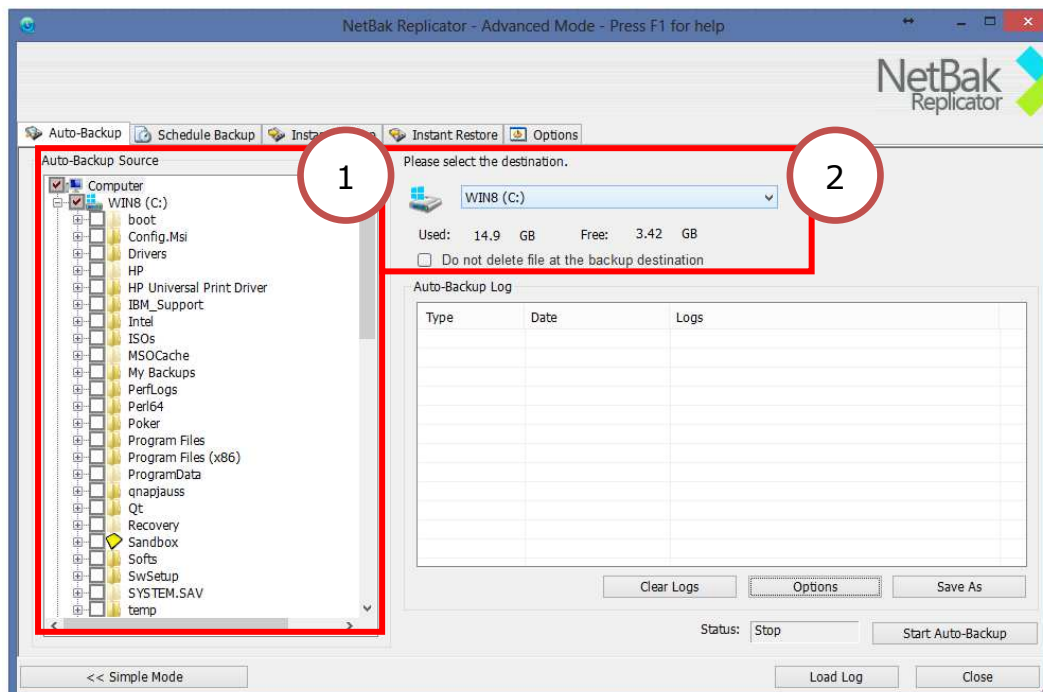 NetBak Replicator - Advanced Mode - Press F1 for help
NetBak
Replicator
Auto-Backup
Schedule Backup
Instant Restore
Options
Auto-Backup Source
1
Please select the destination.
2
Computer
WIN8 (C:)
boot
Config.Msi
Drivers
HP
HP Universal Print Driver
IBM_Support
Intel
ISOs
MSOCache
My Backups
PerfLogs
Perl64
Poker
Program Files
Program Files (x86)
ProgramData
qnapjauss
Qt
Recovery
Sandbox
Softs
SwSetup
SYSTEM.SAV
temp
WIN8 (C:)
Used: 14.9 GB Free: 3.42 GB
Do not delete file at the backup destination
Auto-Backup Log
Type Date Logs
Clear Logs Options Save As
Status: Stop Start Auto-Backup
<< Simple Mode Load Log Close